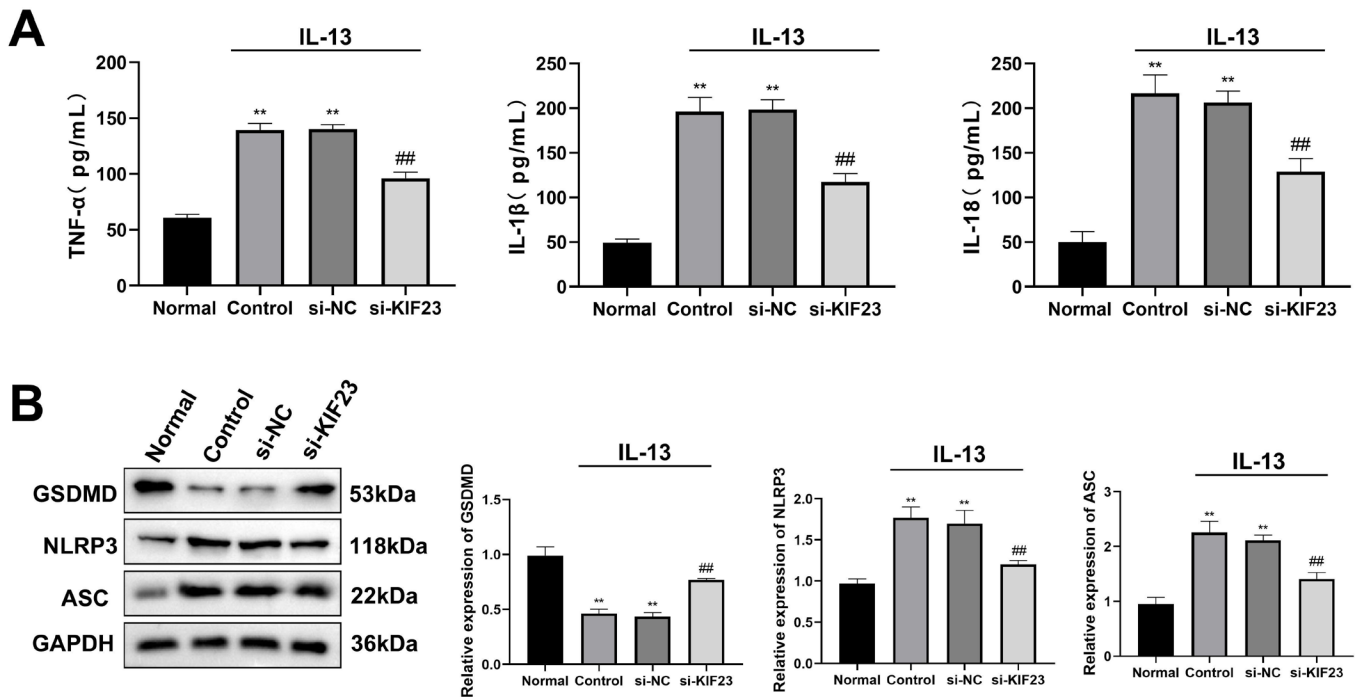 A
IL-13
TNF-α( pg/mL)
200
150
100
50
0
** ** ##
Normal Control si-NC si-KIF23
IL-13
IL-1β( pg/mL)
250
200
150
100
50
0
** ** ##
Normal Control si-NC si-KIF23
IL-13
IL-18( pg/mL)
250
200
150
100
50
0
** ** ##
Normal Control si-NC si-KIF23
B
Normal Control si-NC si-KIF23
GSDMD 53kDa
NLRP3 118kDa
ASC 22kDa
GAPDH 36kDa
IL-13
Relative expression of GSDMD
1.5
1.0
0.5
0.0
** ** ##
Normal Control si-NC si-KIF23
IL-13
Relative expression of NLRP3
2.0
1.5
1.0
0.5
0.0
** ** ##
Normal Control si-NC si-KIF23
IL-13
Relative expression of ASC
3
2
1
0
** ** ##
Normal Control si-NC si-KIF23